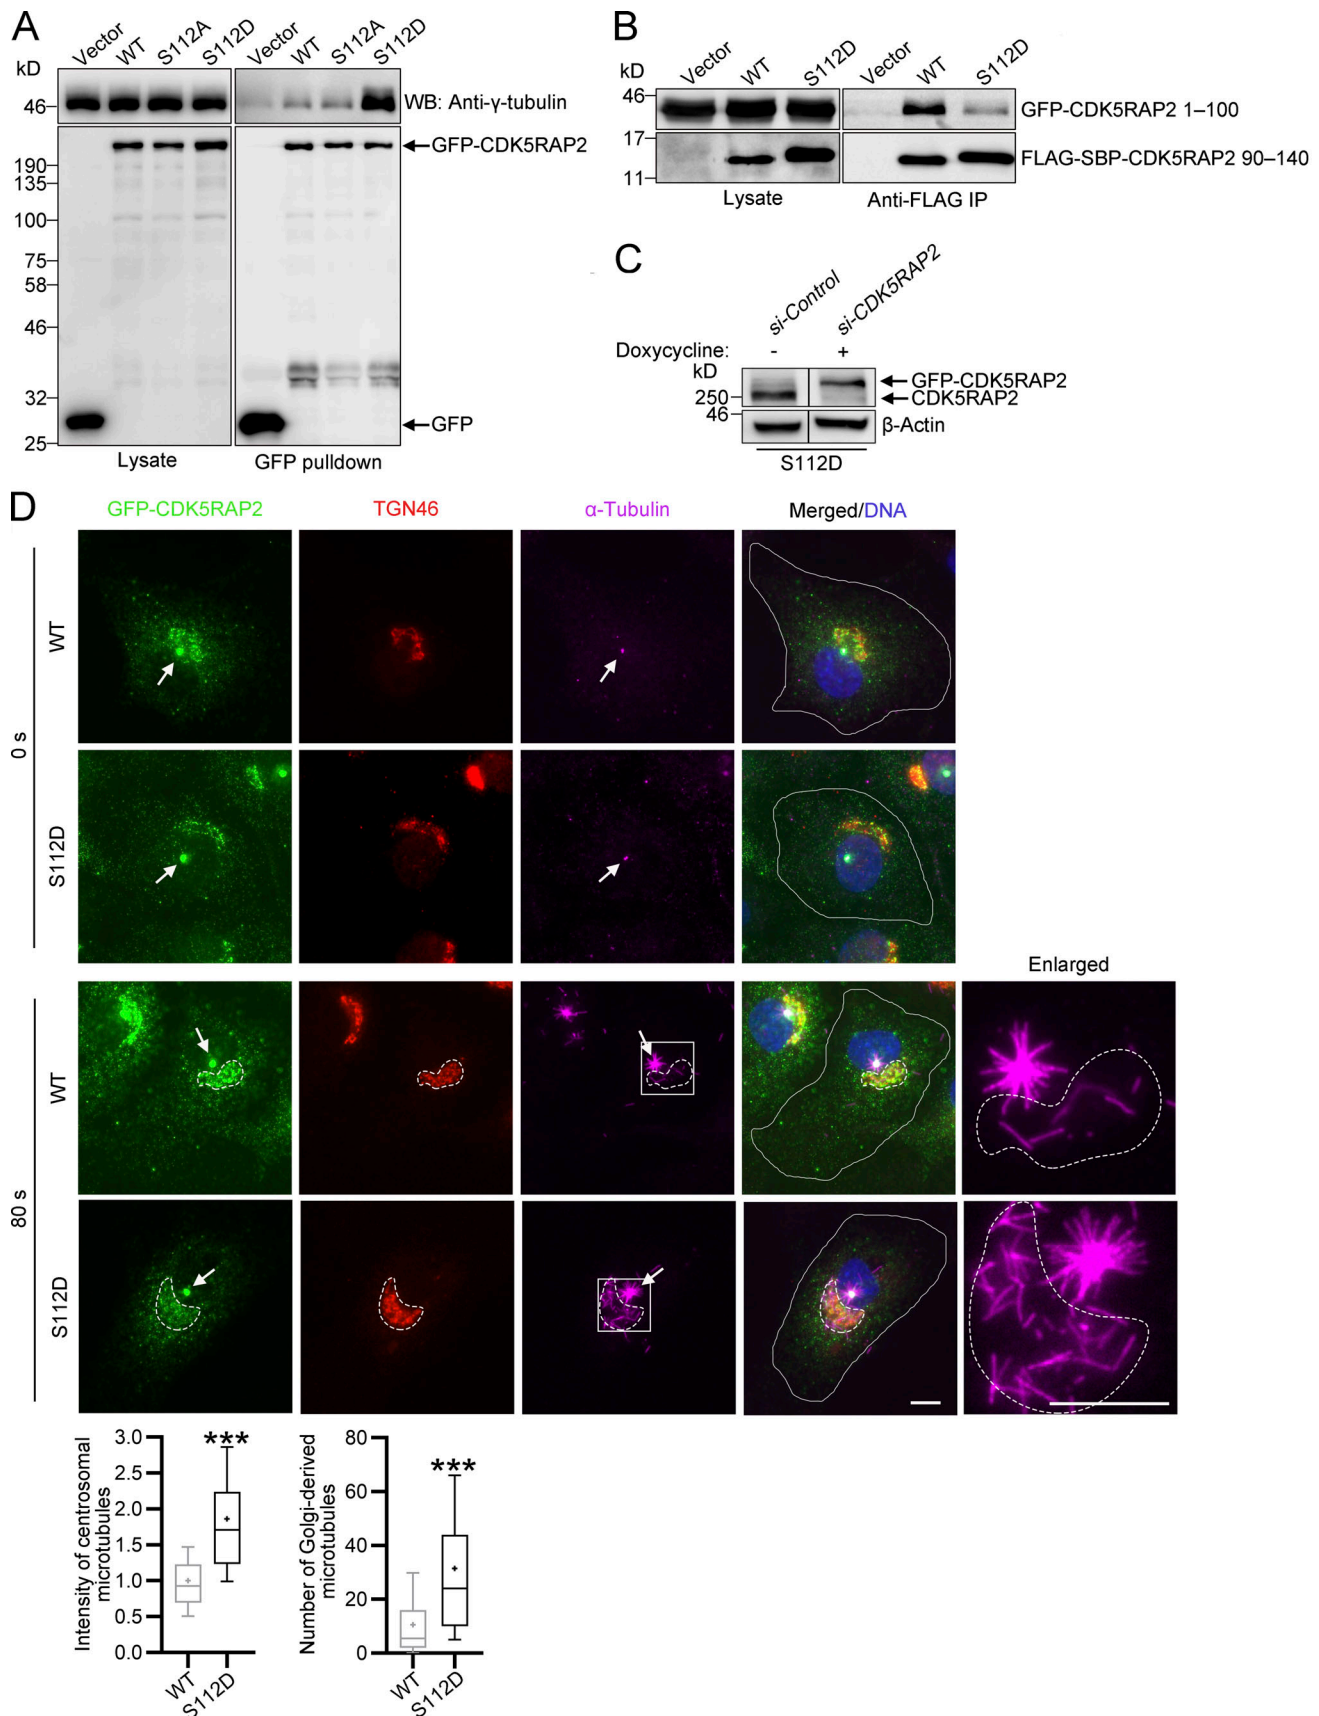 A
Vector WT S112A S112D Vector WT S112A S112D
kD
46
WB: Anti-γ-tubulin
GFP-CDK5RAP2
190
135
100
75
58
46
32
25
GFP
Lysate GFP pulldown
B
Vector WT S112D Vector WT S112D
kD
46
GFP-CDK5RAP2 1–100
17
FLAG-SBP-CDK5RAP2 90–140
11
Lysate Anti-FLAG IP
C
si-Control si-CDK5RAP2
Doxycycline: - +
kD
GFP-CDK5RAP2
250
CDK5RAP2
46
β-Actin
S112D
D
GFP-CDK5RAP2 TGN46 α-Tubulin Merged/DNA
0 s
WT
S112D
Enlarged
80 s
WT
S112D
Intensity of centrosomal
microtubules
3.0
2.5
2.0
1.5
1.0
0.5
0.0
***
WT S112D
Number of Golgi-derived
microtubules
80
60
40
20
0
***
WT S112D